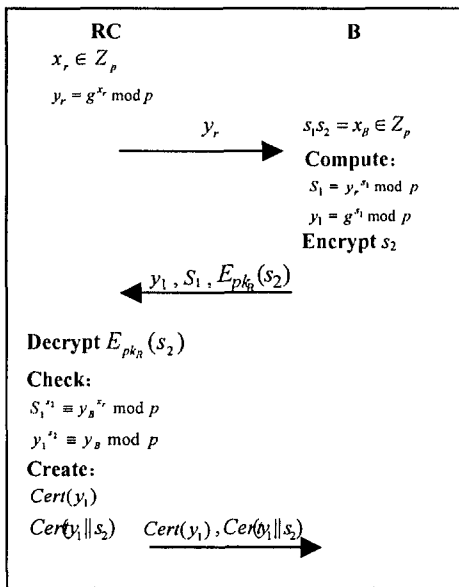 RC B
x_r ∈ Z_p
y_r = g^{x_r} mod p
y_r
s_1 s_2 = x_B ∈ Z_p
Compute:
S_1 = y_r^{s_1} mod p
y_1 = g^{s_1} mod p
Encrypt s_2
y_1 , S_1 , E_{pk_R}(s_2)
Decrypt E_{pk_R}(s_2)
Check:
S_1^{s_2} ≡ y_B^{x_r} mod p
y_1^{s_2} ≡ y_B mod p
Create:
Cert(y_1)
Cert(y_1 || s_2) Cert(y_1) , Cert(y_1 || s_2)